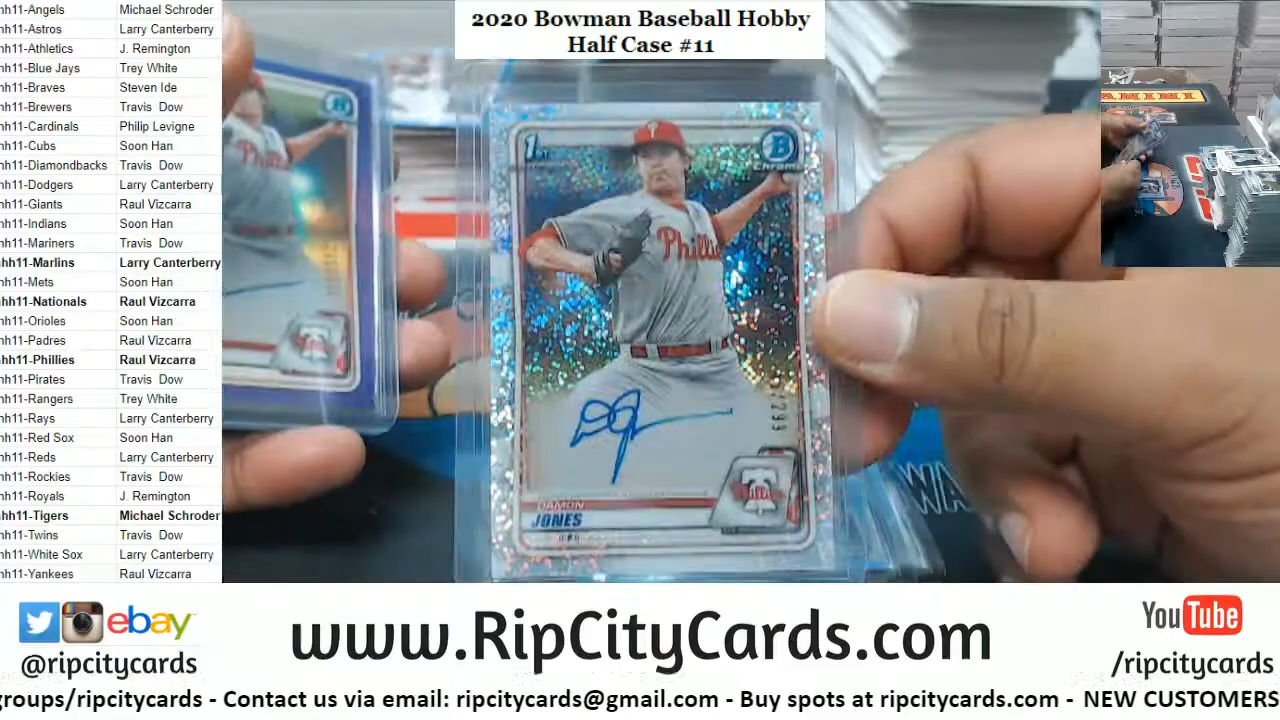 hh11-Angels Michael Schroder
hh11-Astros Larry Canterberry
hh11-Athletics J. Remington
hh11-Blue Jays Trey White
hh11-Braves Steven Ide
hh11-Brewers Travis Dow
hh11-Cardinals Philip Levigne
hh11-Cubs Soon Han
hh11-Diamondbacks Travis Dow
hh11-Dodgers Larry Canterberry
hh11-Giants Raul Vizcarra
hh11-Indians Soon Han
hh11-Mariners Travis Dow
hh11-Marlins Larry Canterberry
hh11-Mets Soon Han
hh11-Nationals Raul Vizcarra
hh11-Orioles Soon Han
hh11-Padres Raul Vizcarra
hh11-Phillies Raul Vizcarra
hh11-Pirates Travis Dow
hh11-Rangers Trey White
hh11-Rays Larry Canterberry
hh11-Red Sox Soon Han
hh11-Reds Larry Canterberry
hh11-Rockies Travis Dow
hh11-Royals J. Remington
hh11-Tigers Michael Schroder
hh11-Twins Travis Dow
hh11-White Sox Larry Canterberry
hh11-Yankees Raul Vizcarra
2020 Bowman Baseball Hobby
Half Case #11
1ST
B
Chrome
Phillies
DAMON
JONES
Phillies
PANINI
WA
ebay
@ripcitycards
www.RipCityCards.com
YouTube
/ripcitycards
groups/ripcitycards - Contact us via email: ripcitycards@gmail.com - Buy spots at ripcitycards.com - NEW CUSTOMERS